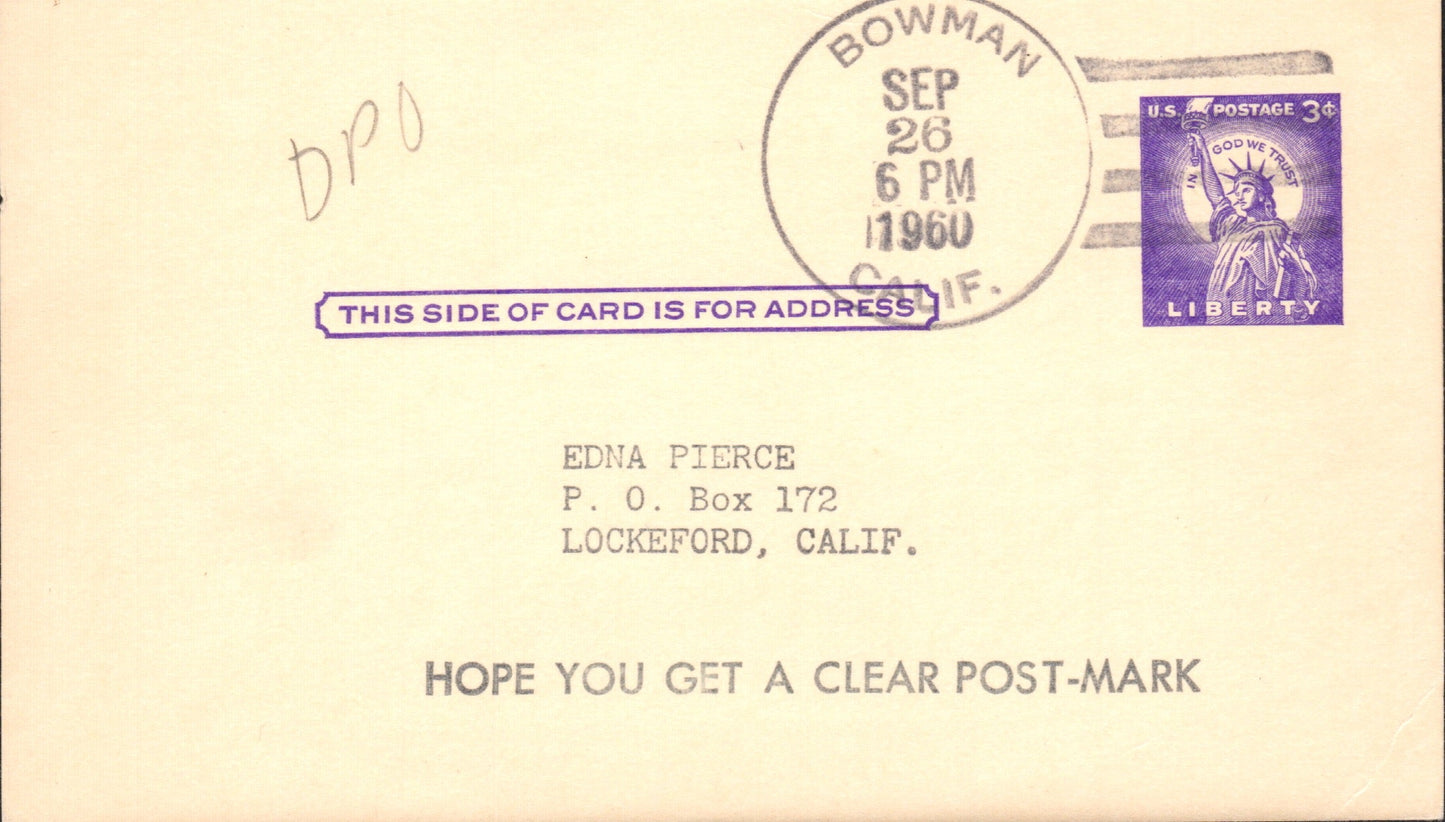 BOWMAN
SEP
26
6 PM
1960
CALIF.
DPO
U.S. POSTAGE 3¢
IN GOD WE TRUST
LIBERTY
THIS SIDE OF CARD IS FOR ADDRESS
EDNA PIERCE
P. O. Box 172
LOCKEFORD, CALIF.
HOPE YOU GET A CLEAR POST-MARK